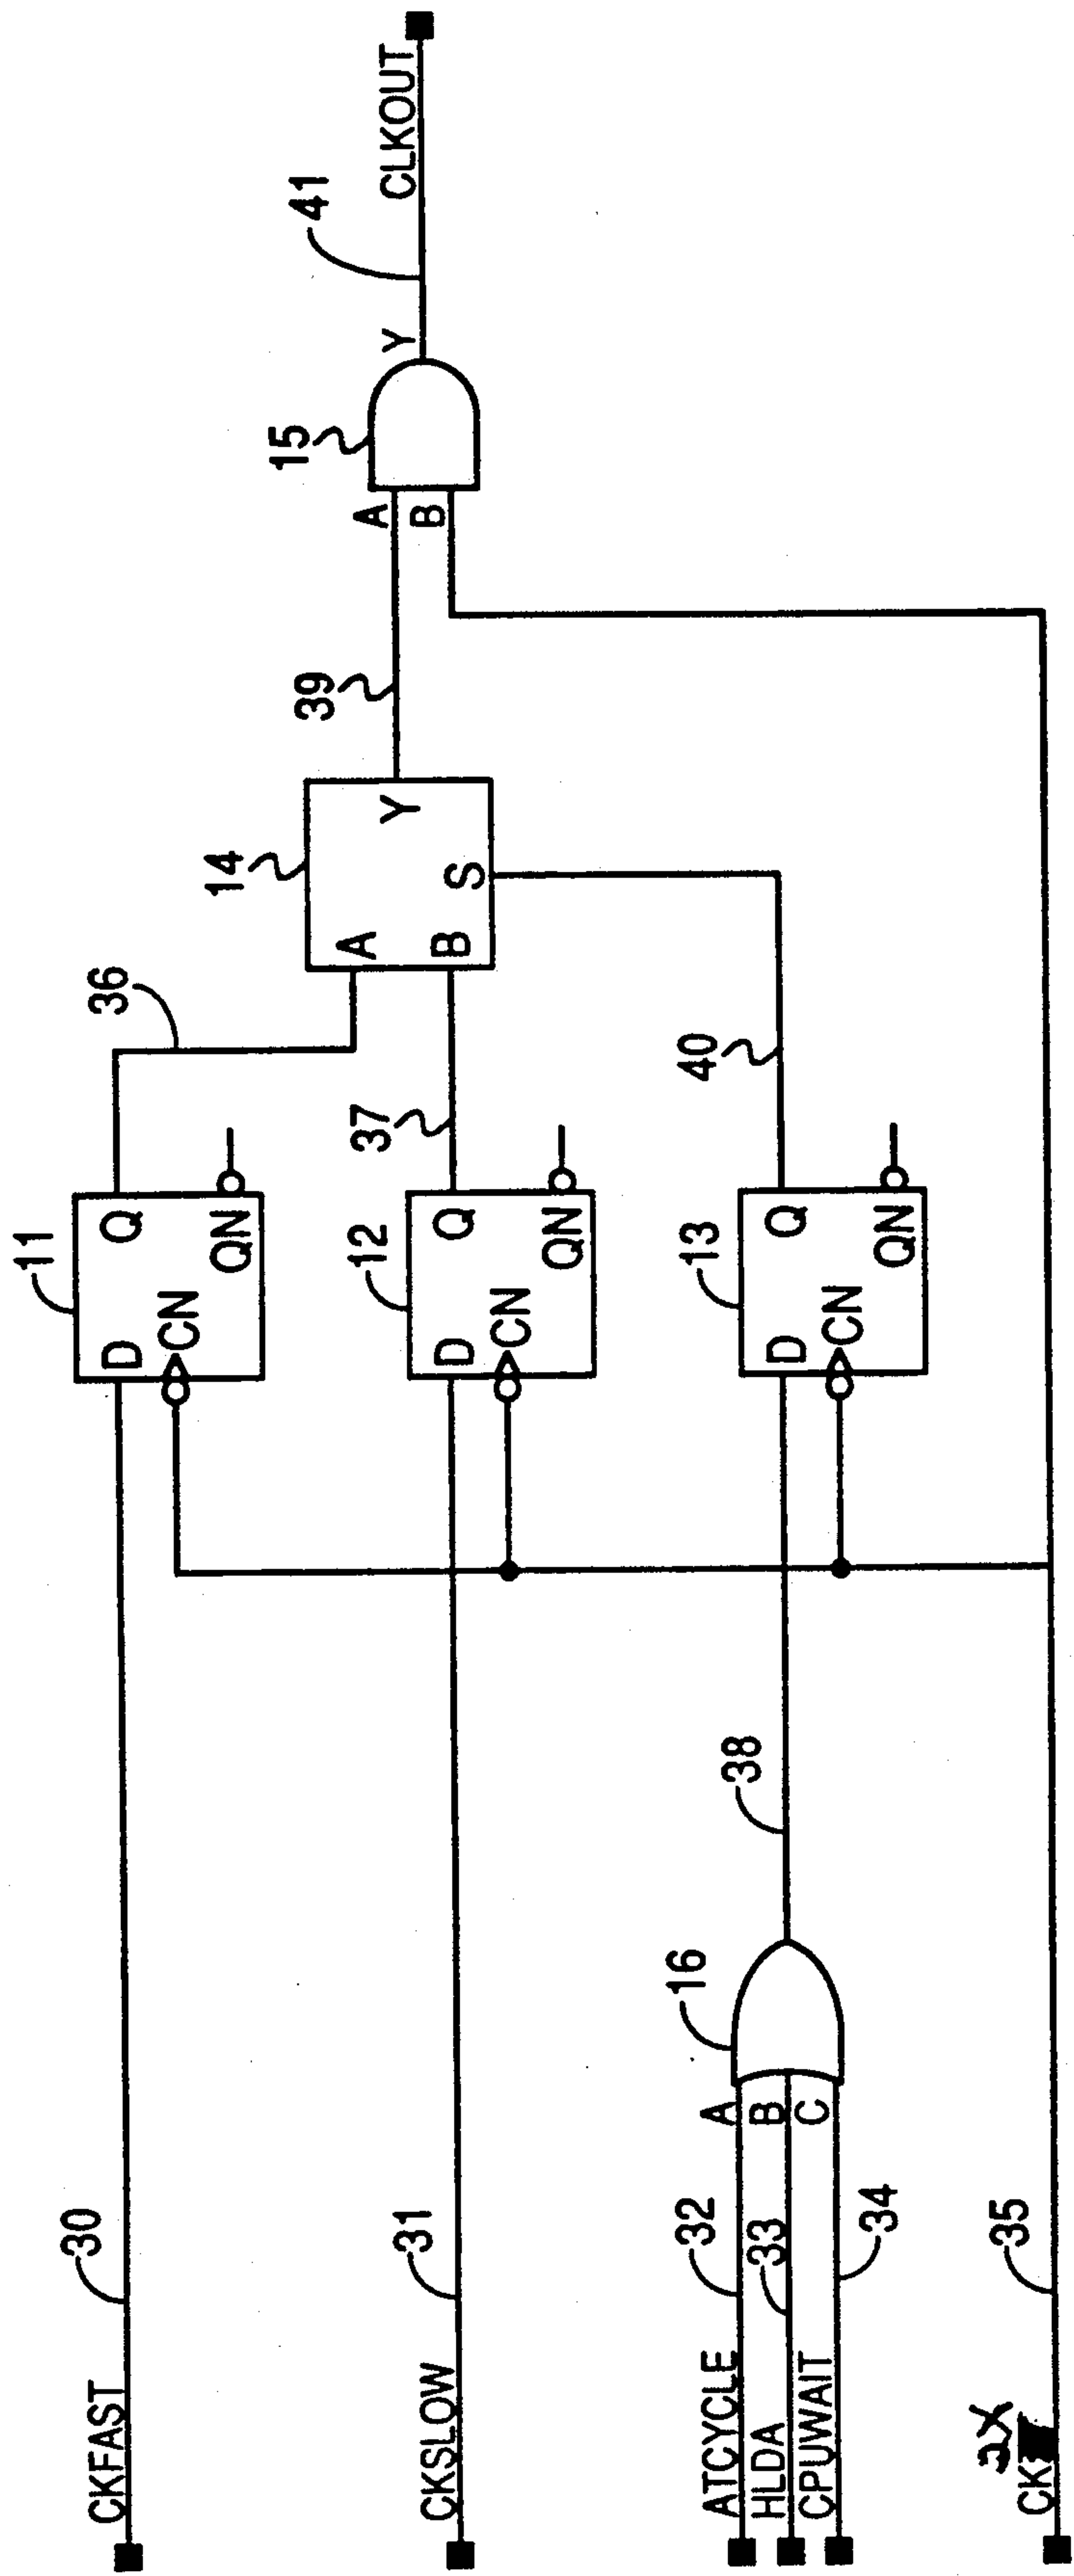 CKFAST
30
11
D
Q
CN
QN
36
CKSLOW
31
12
D
Q
CN
QN
37
14
A
B
Y
S
39
15
A
B
Y
41
CLKOUT
ATCYCLE
HLDA
CPUWAIT
32
33
34
A
B
C
16
38
13
D
Q
CN
QN
40
2X
CK
35